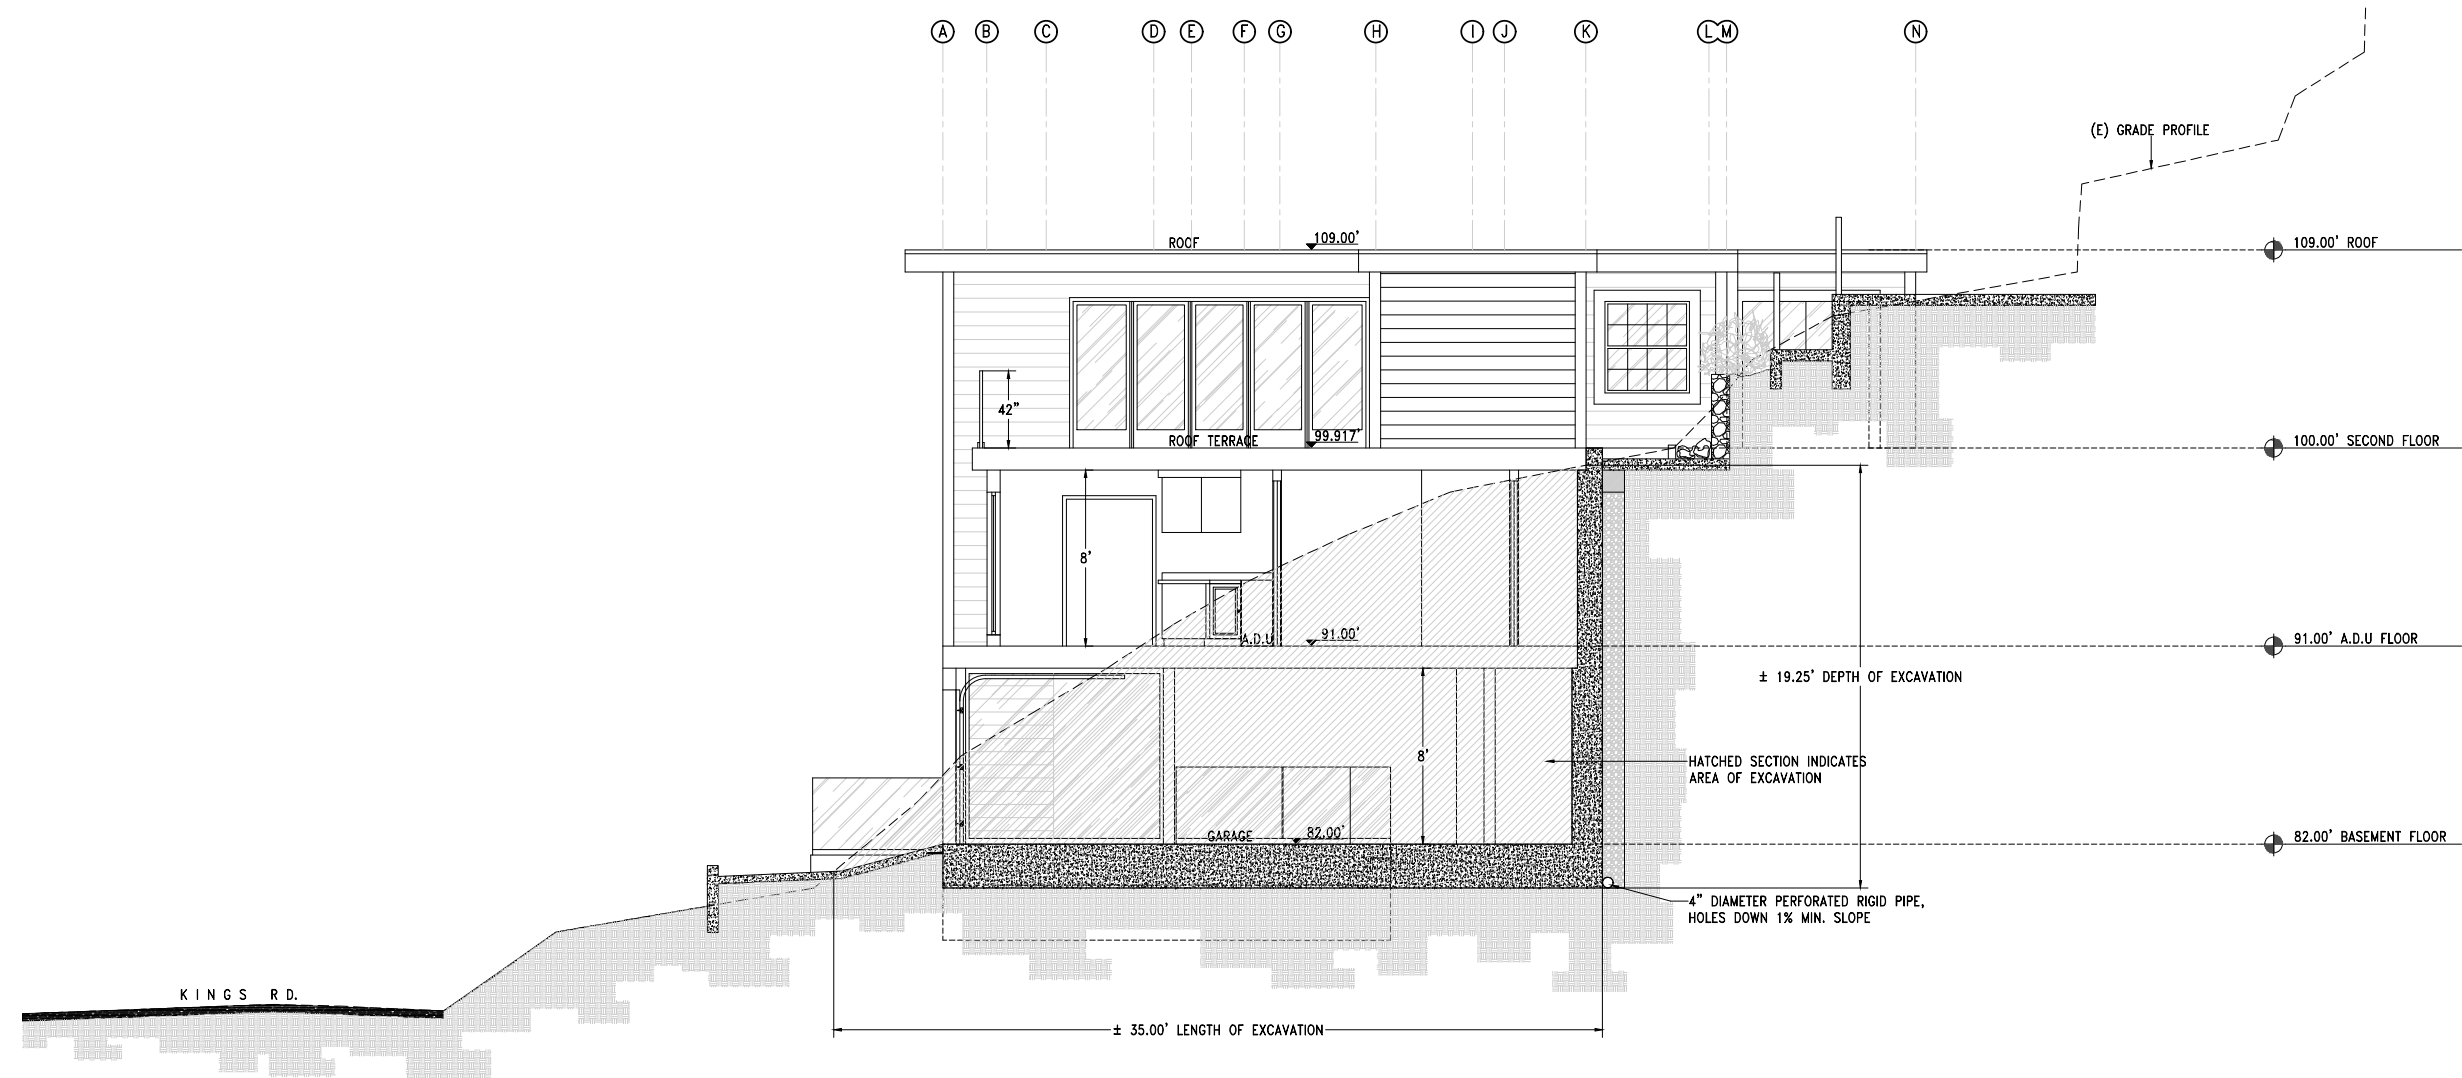 A B C D E F G H I J K L M N
(E) GRADE PROFILE
ROOF
109.00'
109.00' ROOF
42"
ROOF TERRACE
99.917'
100.00' SECOND FLOOR
8'
A.D.U
91.00'
91.00' A.D.U FLOOR
± 19.25' DEPTH OF EXCAVATION
8'
HATCHED SECTION INDICATES
AREA OF EXCAVATION
GARAGE
82.00'
82.00' BASEMENT FLOOR
4" DIAMETER PERFORATED RIGID PIPE,
HOLES DOWN 1% MIN. SLOPE
KINGS RD.
± 35.00' LENGTH OF EXCAVATION